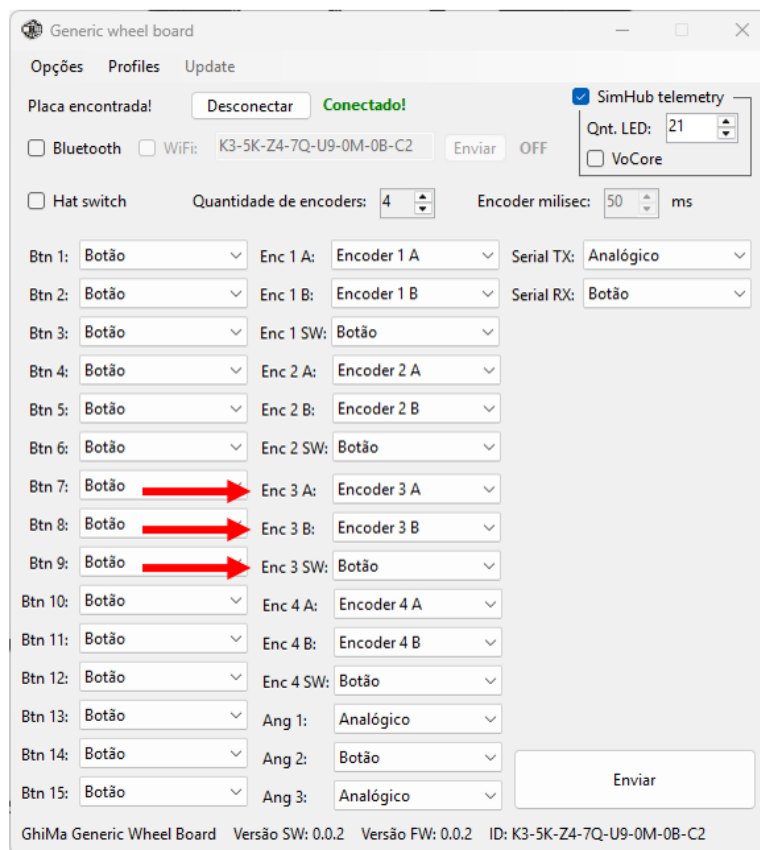 Generic wheel board
Opções Profiles Update
Placa encontrada! Desconectar Conectado! SimHub telemetry
Qnt. LED: 21
Bluetooth WiFi: K3-5K-Z4-7Q-U9-0M-0B-C2 Enviar OFF
VoCore
Hat switch Quantidade de encoders: 4 Encoder milisec: 50 ms
Btn 1: Botão Enc 1 A: Encoder 1 A Serial TX: Analógico
Btn 2: Botão Enc 1 B: Encoder 1 B Serial RX: Botão
Btn 3: Botão Enc 1 SW: Botão
Btn 4: Botão Enc 2 A: Encoder 2 A
Btn 5: Botão Enc 2 B: Encoder 2 B
Btn 6: Botão Enc 2 SW: Botão
Btn 7: Botão Enc 3 A: Encoder 3 A
Btn 8: Botão Enc 3 B: Encoder 3 B
Btn 9: Botão Enc 3 SW: Botão
Btn 10: Botão Enc 4 A: Encoder 4 A
Btn 11: Botão Enc 4 B: Encoder 4 B
Btn 12: Botão Enc 4 SW: Botão
Btn 13: Botão Ang 1: Analógico
Btn 14: Botão Ang 2: Botão
Btn 15: Botão Ang 3: Analógico
Enviar
GhiMa Generic Wheel Board Versão SW: 0.0.2 Versão FW: 0.0.2 ID: K3-5K-Z4-7Q-U9-0M-0B-C2